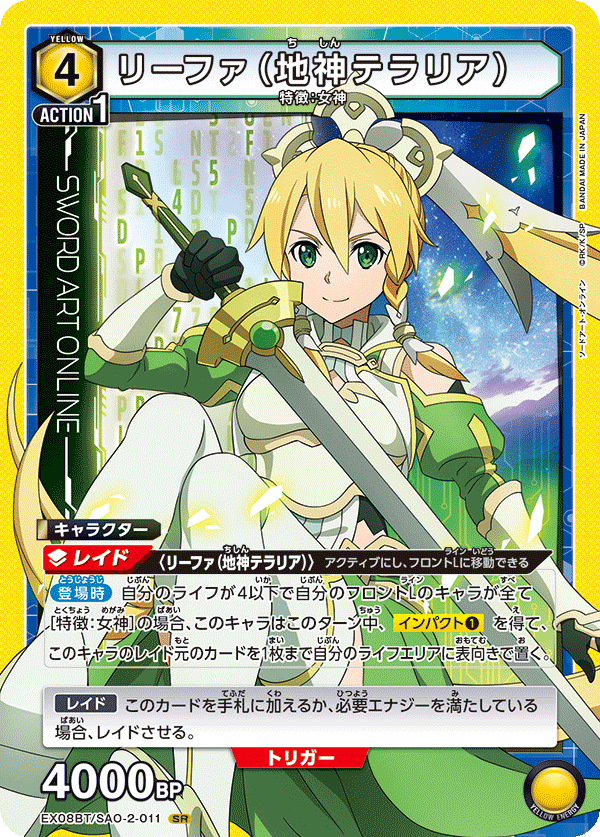 YELLOW
4
ACTION 1
リーファ（地神テラリア）
特徴：女神
SWORD ART ONLINE
ソードアート・オンライン ©RK/K/SP BANDAI MADE IN JAPAN
キャラクター
レイド 〈リーファ（地神テラリア）〉 アクティブにし、フロントLに移動できる
登場時 自分のライフが4以下で自分のフロントLのキャラが全て
［特徴：女神］の場合、このキャラはこのターン中、インパクト❶を得て、
このキャラのレイド元のカードを1枚まで自分のライフエリアに表向きで置く。
レイド このカードを手札に加えるか、必要エナジーを満たしている
場合、レイドさせる。
トリガー
4000BP
EX08BT/SAO-2-011 SR
YELLOW ENERGY